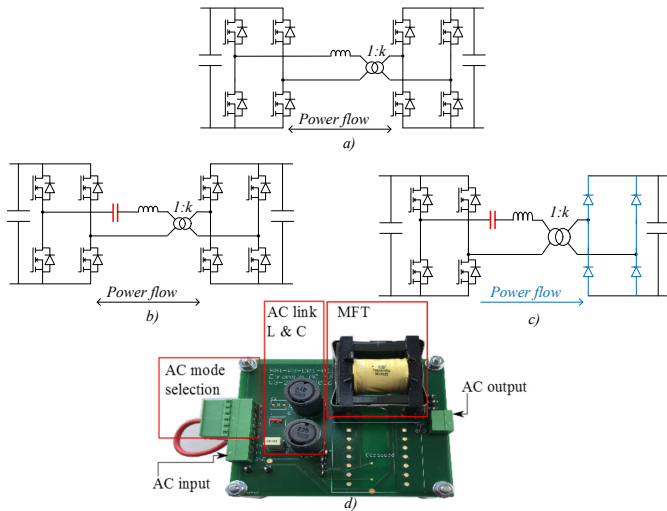 1:k
Power flow
a)
1:k
Power flow
b)
1:k
Power flow
c)
AC link
L & C
MFT
AC mode
selection
AC output
AC input
d)